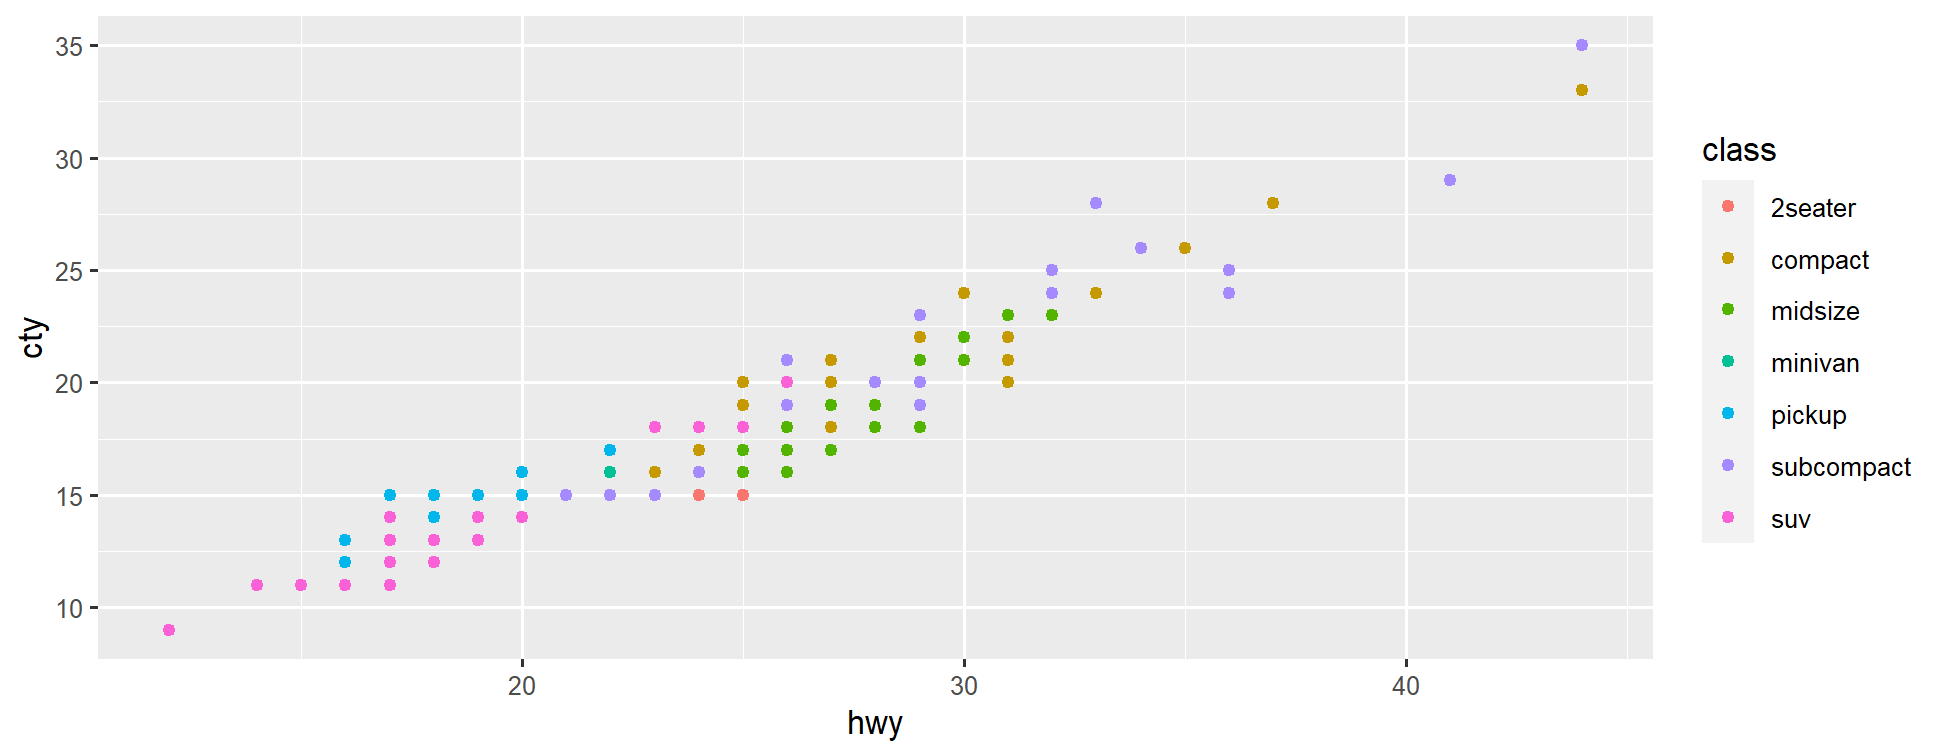 35
30
25
20
15
10
cty
20
30
40
hwy
class
2seater
compact
midsize
minivan
pickup
subcompact
suv